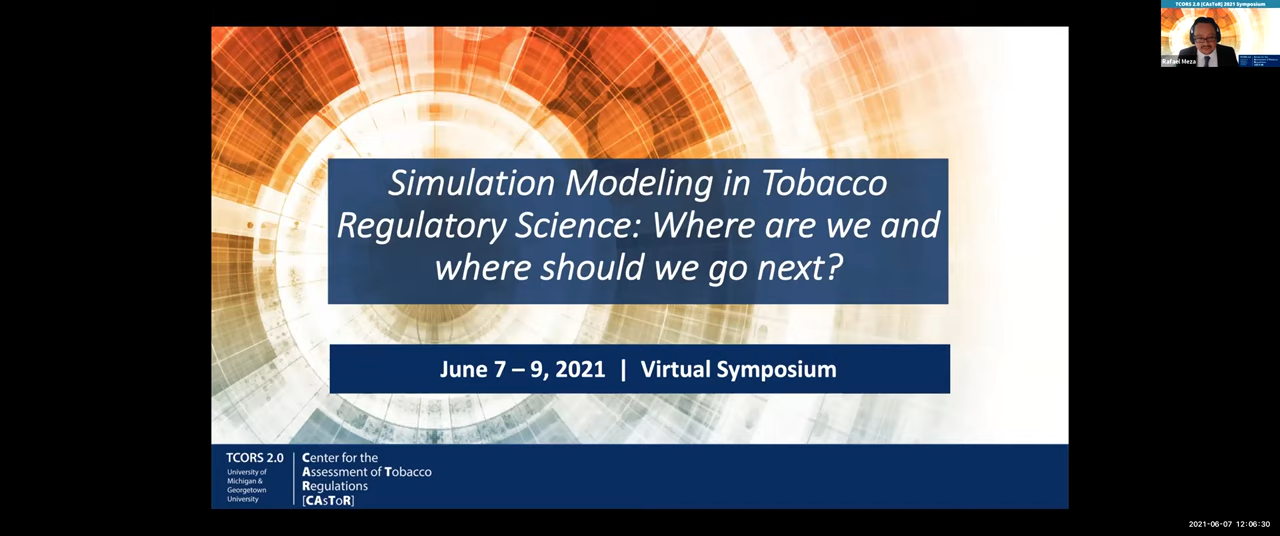 TCORS 2.0 [CAsToR] 2021 Symposium
Rafael Meza
Simulation Modeling in Tobacco
Regulatory Science: Where are we and
where should we go next?
June 7 – 9, 2021 | Virtual Symposium
TCORS 2.0
University of
Michigan &
Georgetown
University
Center for the
Assessment of Tobacco
Regulations
[CAsToR]
2021-06-07 12:06:30